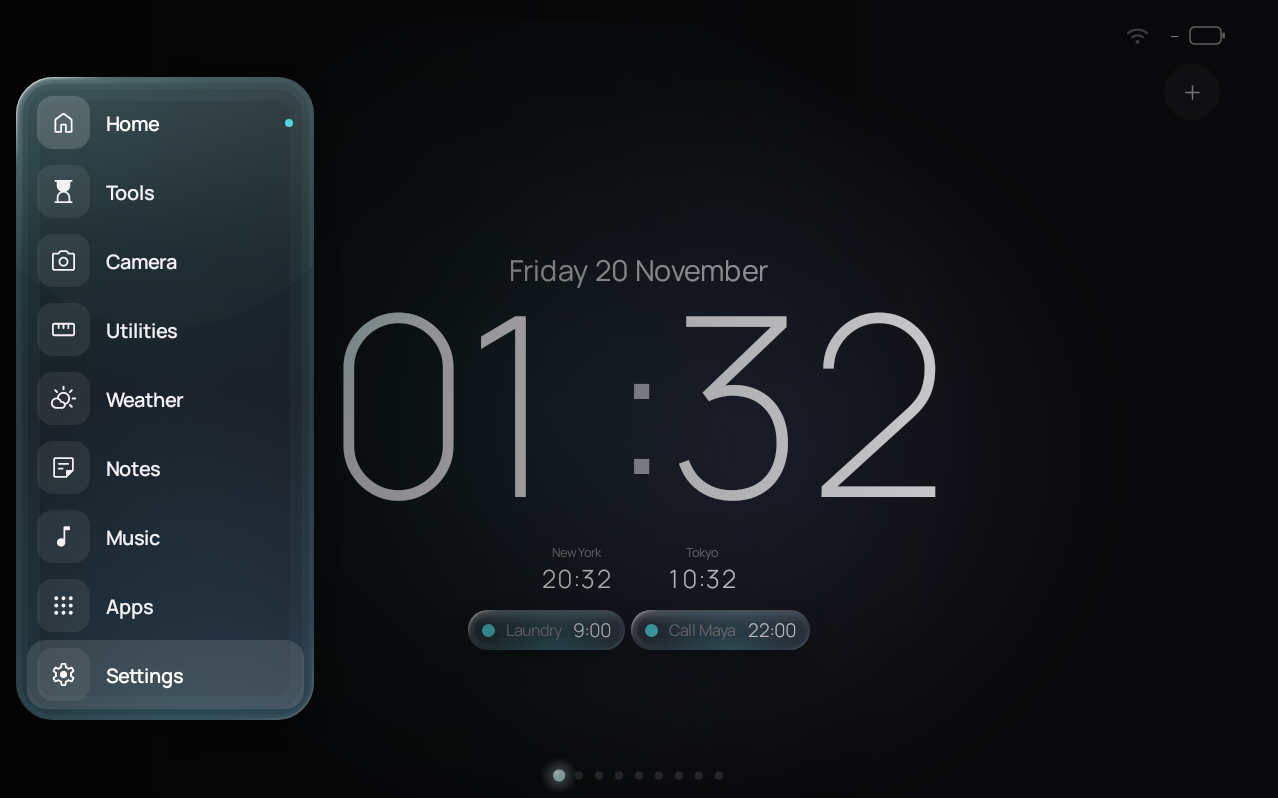 Home
Tools
Camera
Utilities
Weather
Notes
Music
Apps
Settings
Friday 20 November
01:32
New York
20:32
Tokyo
10:32
Laundry 9:00
Call Maya 22:00